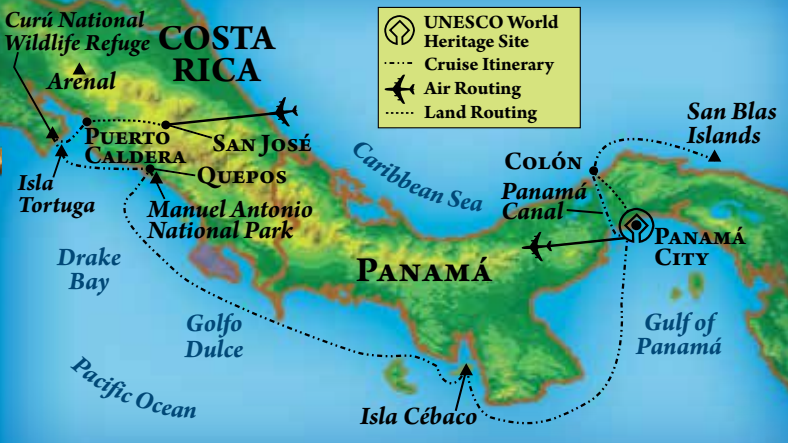 Curú National
Wildlife Refuge
COSTA
RICA
Arenal
UNESCO World
Heritage Site
Cruise Itinerary
Air Routing
Land Routing
San Blas
Islands
Puerto
Caldera
San José
Quepos
Isla
Tortuga
Manuel Antonio
National Park
Caribbean Sea
Colón
Panamá
Canal
Panamá
City
Drake
Bay
Panamá
Golfo
Dulce
Gulf of
Panamá
Pacific Ocean
Isla Cébaco